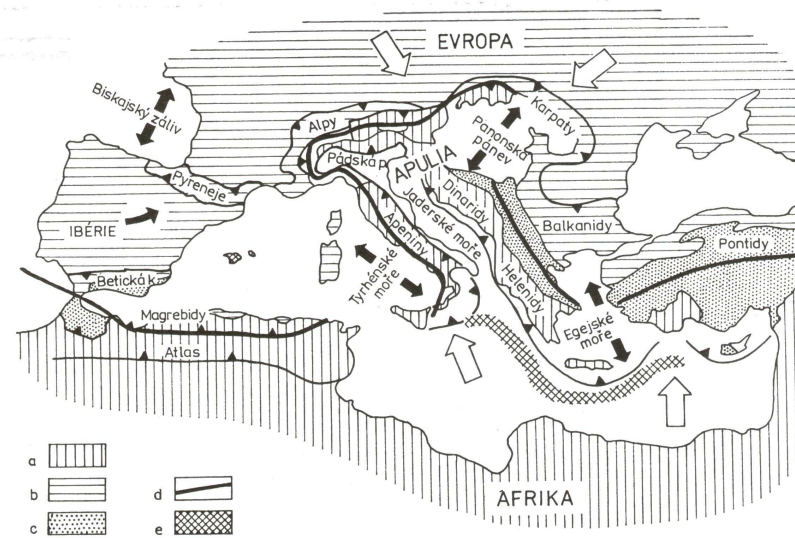 EVROPA
Biskajský záliv
Alpy
Karpaty
Panonská
pánev
Pádská p.
APULIA
Pyreneje
Dinaridy
Jaderské moře
IBÉRIE
Balkanidy
Pontidy
Apeniny
Tyrhénské
moře
Helenidy
Betická k.
Magrebidy
Egejské
moře
Atlas
AFRIKA
a
b
c
d
e